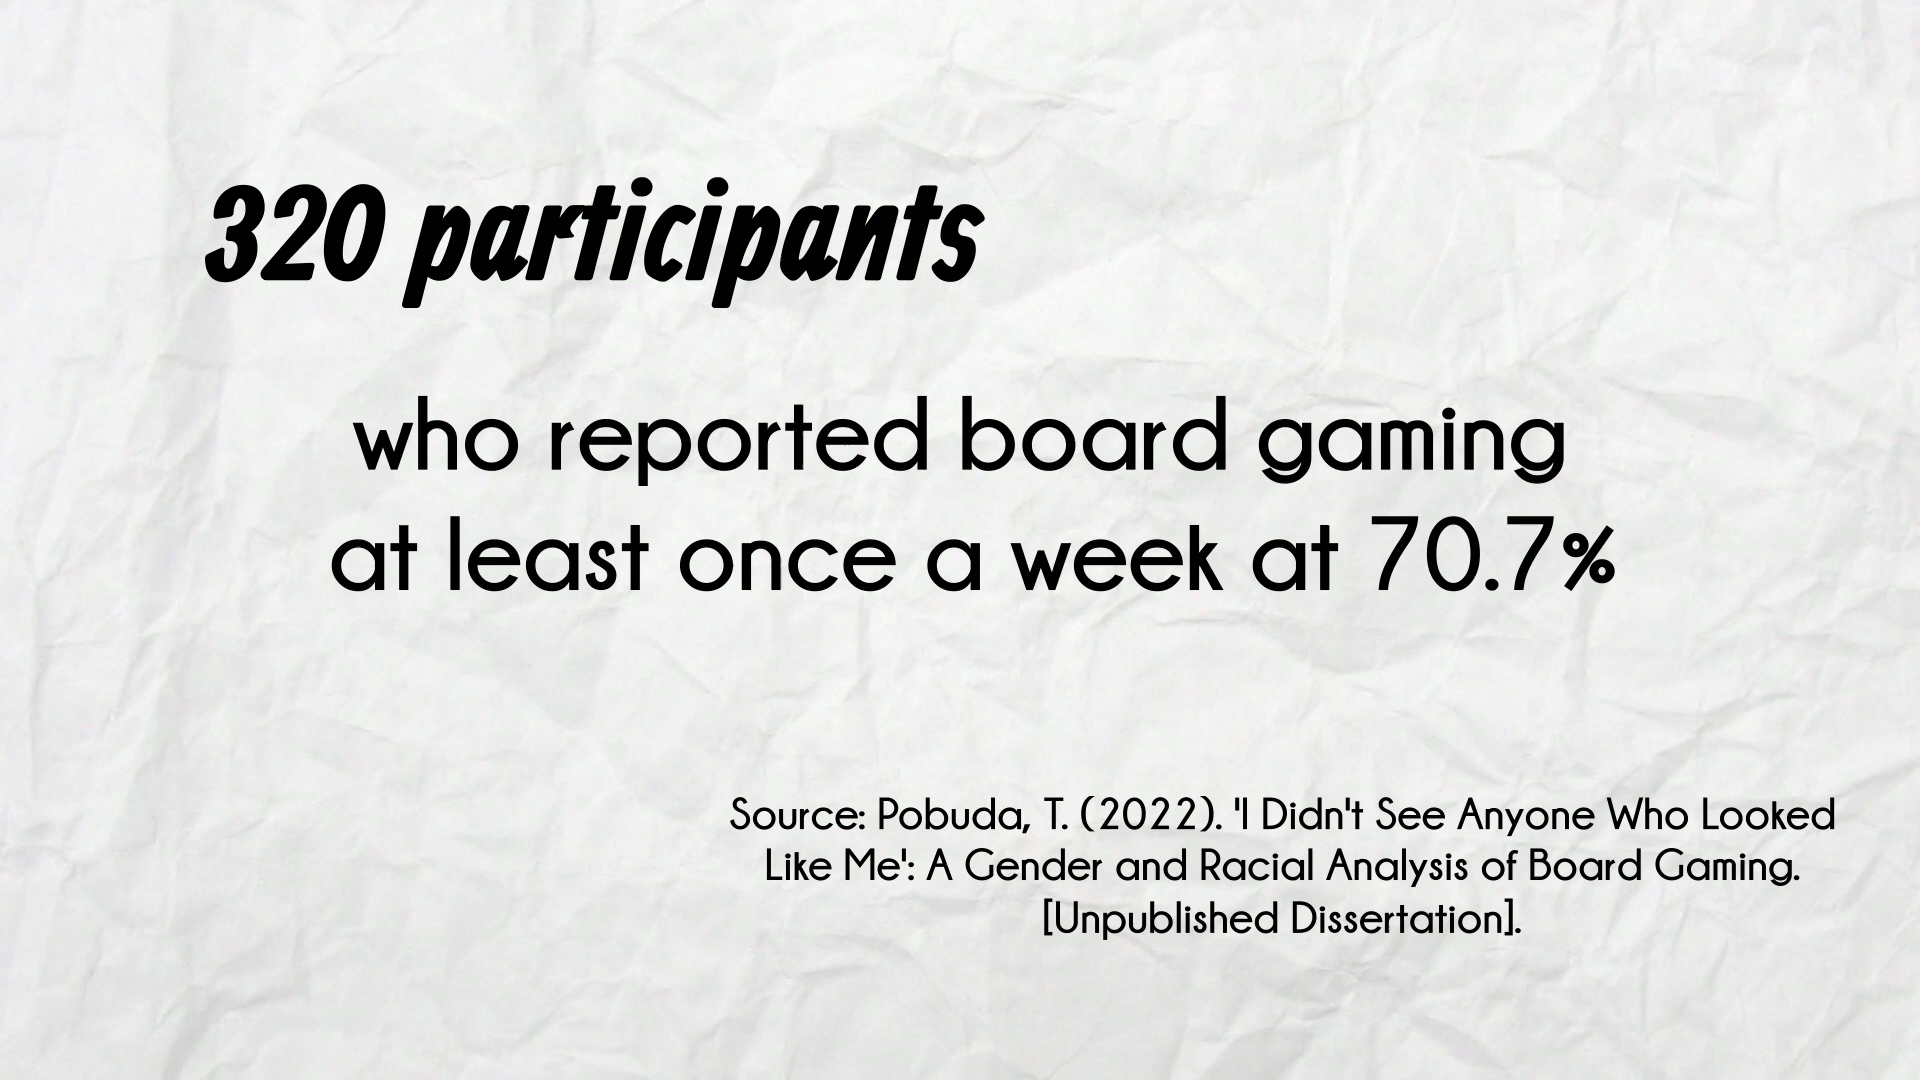 320 participants
who reported board gaming
at least once a week at 70.7%
Source: Pobuda, T. (2022). 'I Didn't See Anyone Who Looked
Like Me': A Gender and Racial Analysis of Board Gaming.
[Unpublished Dissertation].